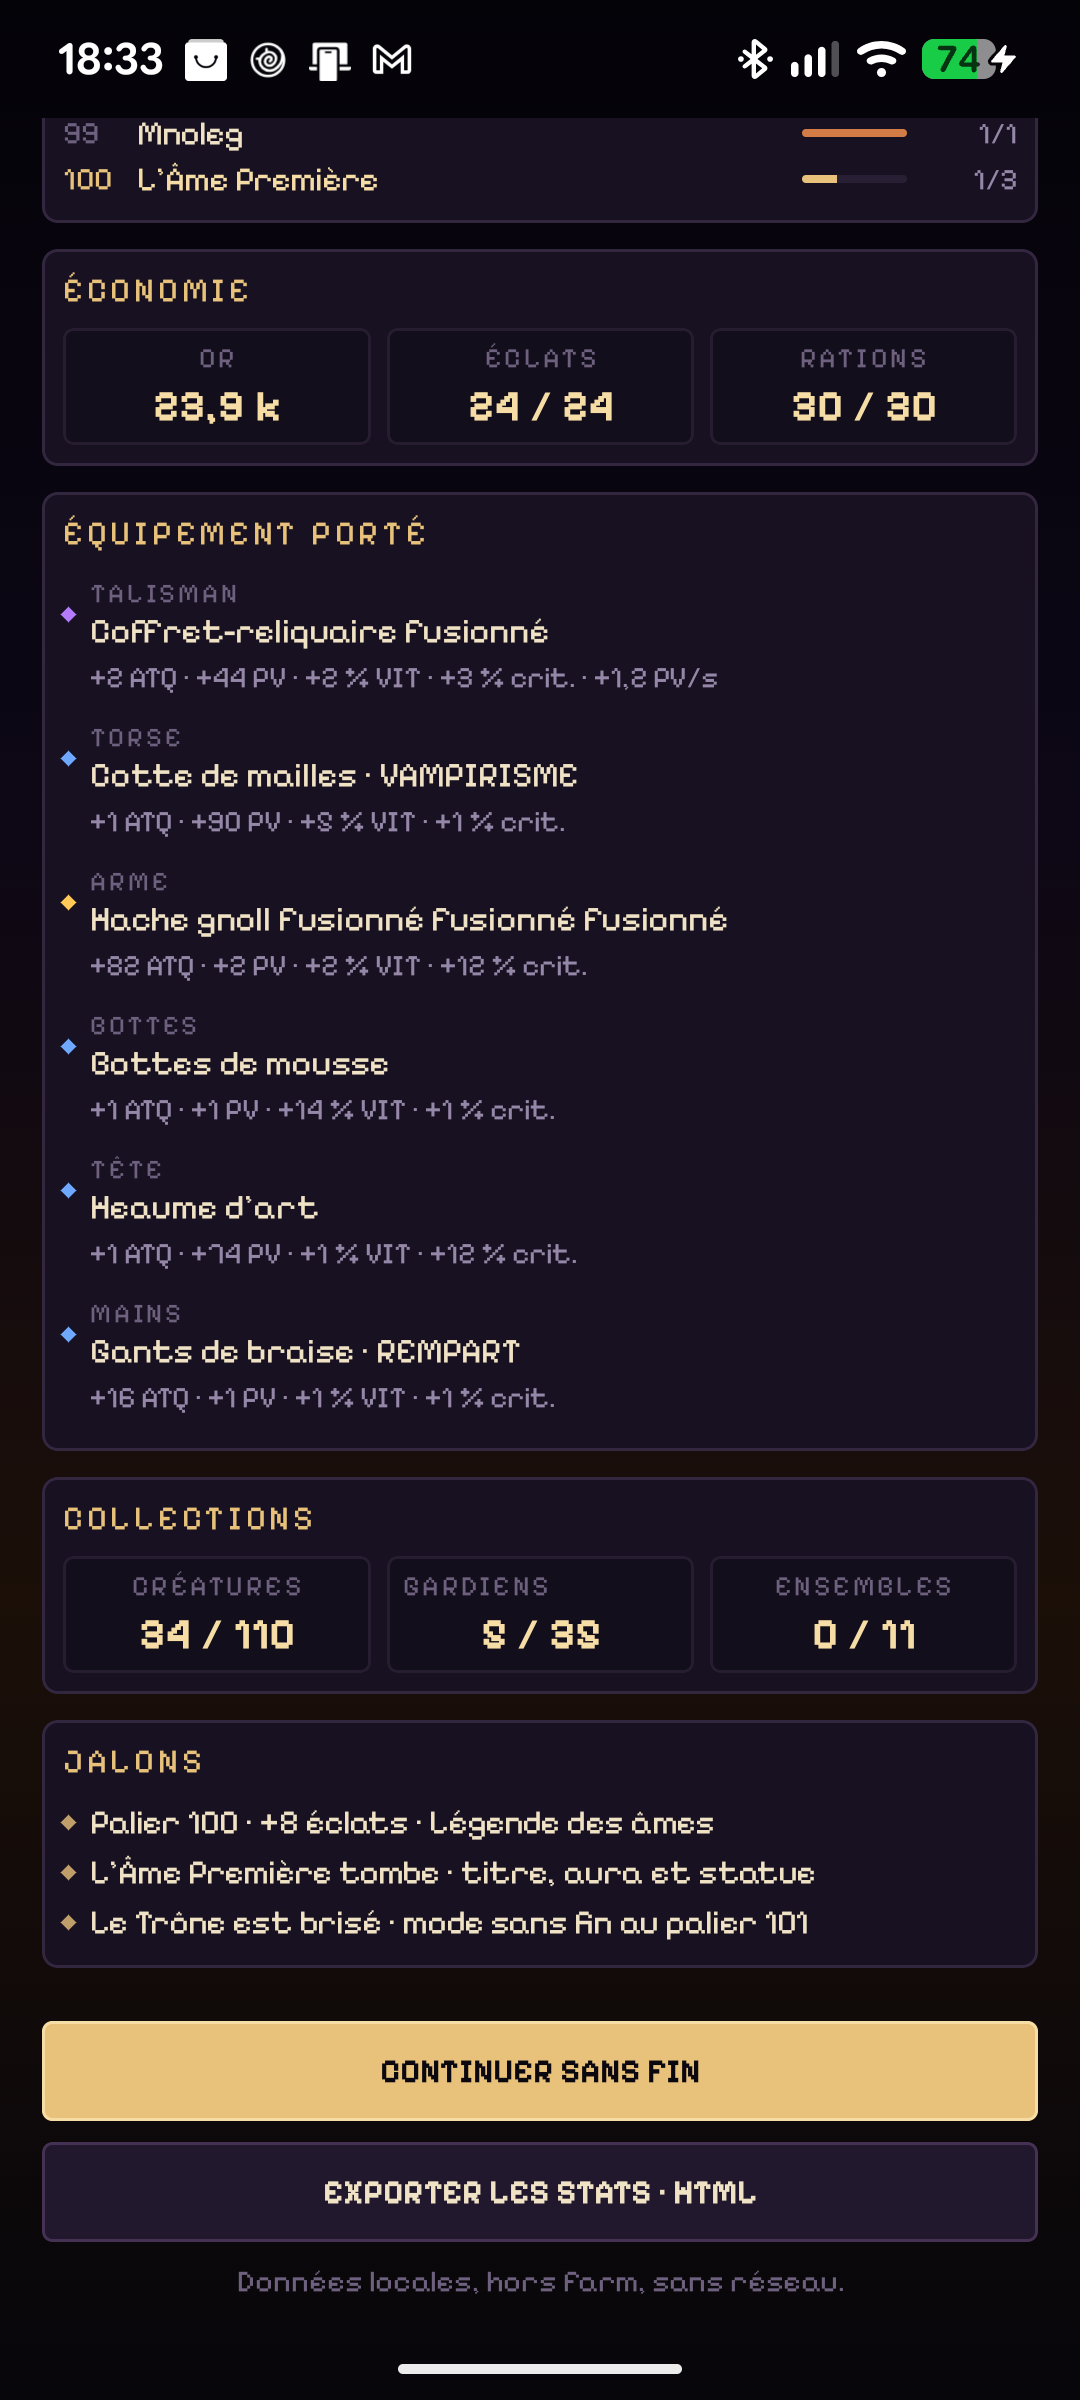 18:33
74
99 Mnoleg 1/1
100 L'Âme Première 1/3
ÉCONOMIE
OR ÉCLATS RATIONS
23,9 k 24 / 24 30 / 30
ÉQUIPEMENT PORTÉ
TALISMAN
Coffret-reliquaire fusionné
+2 ATQ · +44 PV · +2 % VIT · +3 % crit. · +1,2 PV/s
TORSE
Cotte de mailles · VAMPIRISME
+1 ATQ · +90 PV · +5 % VIT · +1 % crit.
ARME
Hache gnoll fusionné fusionné fusionné
+82 ATQ · +2 PV · +2 % VIT · +12 % crit.
BOTTES
Bottes de mousse
+1 ATQ · +1 PV · +14 % VIT · +1 % crit.
TÊTE
Heaume d'art
+1 ATQ · +74 PV · +1 % VIT · +12 % crit.
MAINS
Gants de braise · REMPART
+16 ATQ · +1 PV · +1 % VIT · +1 % crit.
COLLECTIONS
CRÉATURES GARDIENS ENSEMBLES
34 / 110 5 / 35 0 / 11
JALONS
Palier 100 · +8 éclats · Légende des âmes
L'Âme Première tombe · titre, aura et statue
Le Trône est brisé · mode sans fin au palier 101
CONTINUER SANS FIN
EXPORTER LES STATS · HTML
Données locales, hors farm, sans réseau.